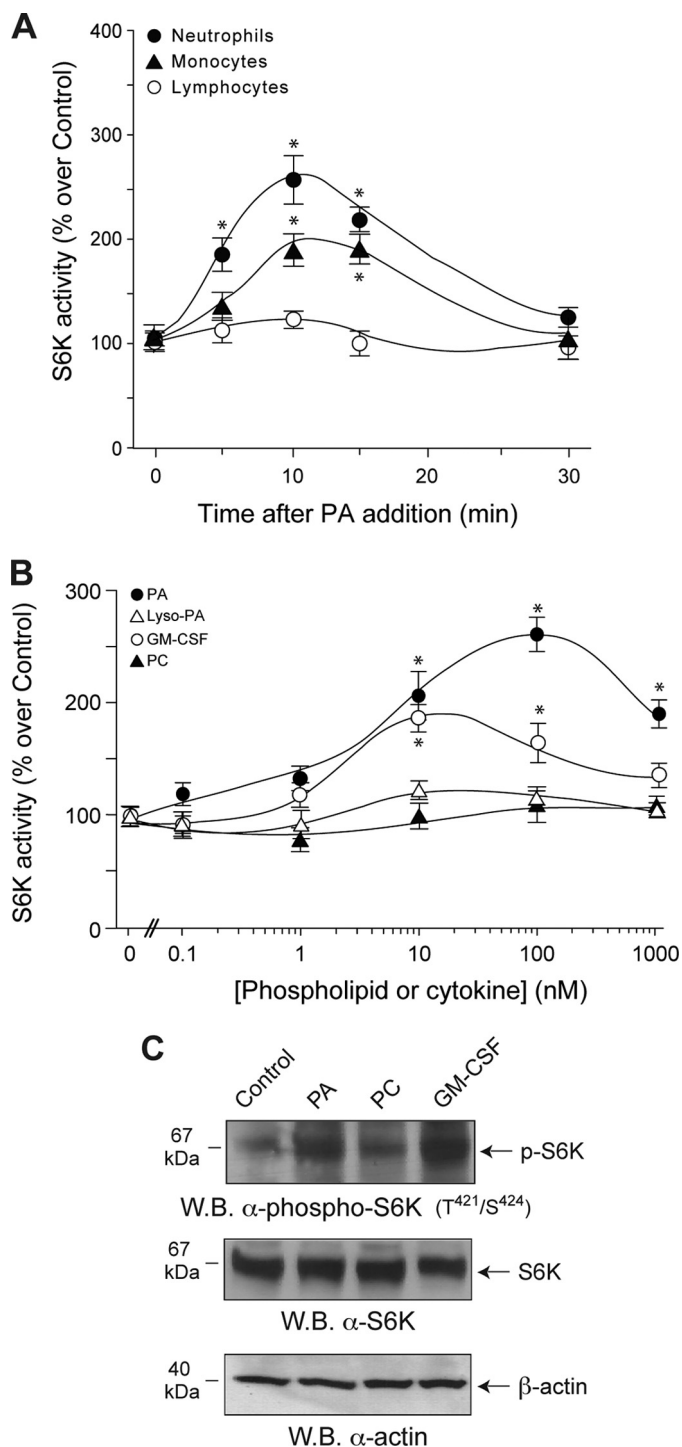 A
400
300
200
100
0
S6K activity (% over Control)
Neutrophils
Monocytes
Lymphocytes
*
*
*
*
*
0
10
20
30
Time after PA addition (min)
B
300
200
100
0
S6K activity (% over Control)
PA
Lyso-PA
GM-CSF
PC
*
*
*
*
*
0
0.1
1
10
100
1000
[Phospholipid or cytokine] (nM)
C
Control
PA
PC
GM-CSF
67
kDa
p-S6K
W.B. α-phospho-S6K (T421/S424)
67
kDa
S6K
W.B. α-S6K
40
kDa
β-actin
W.B. α-actin